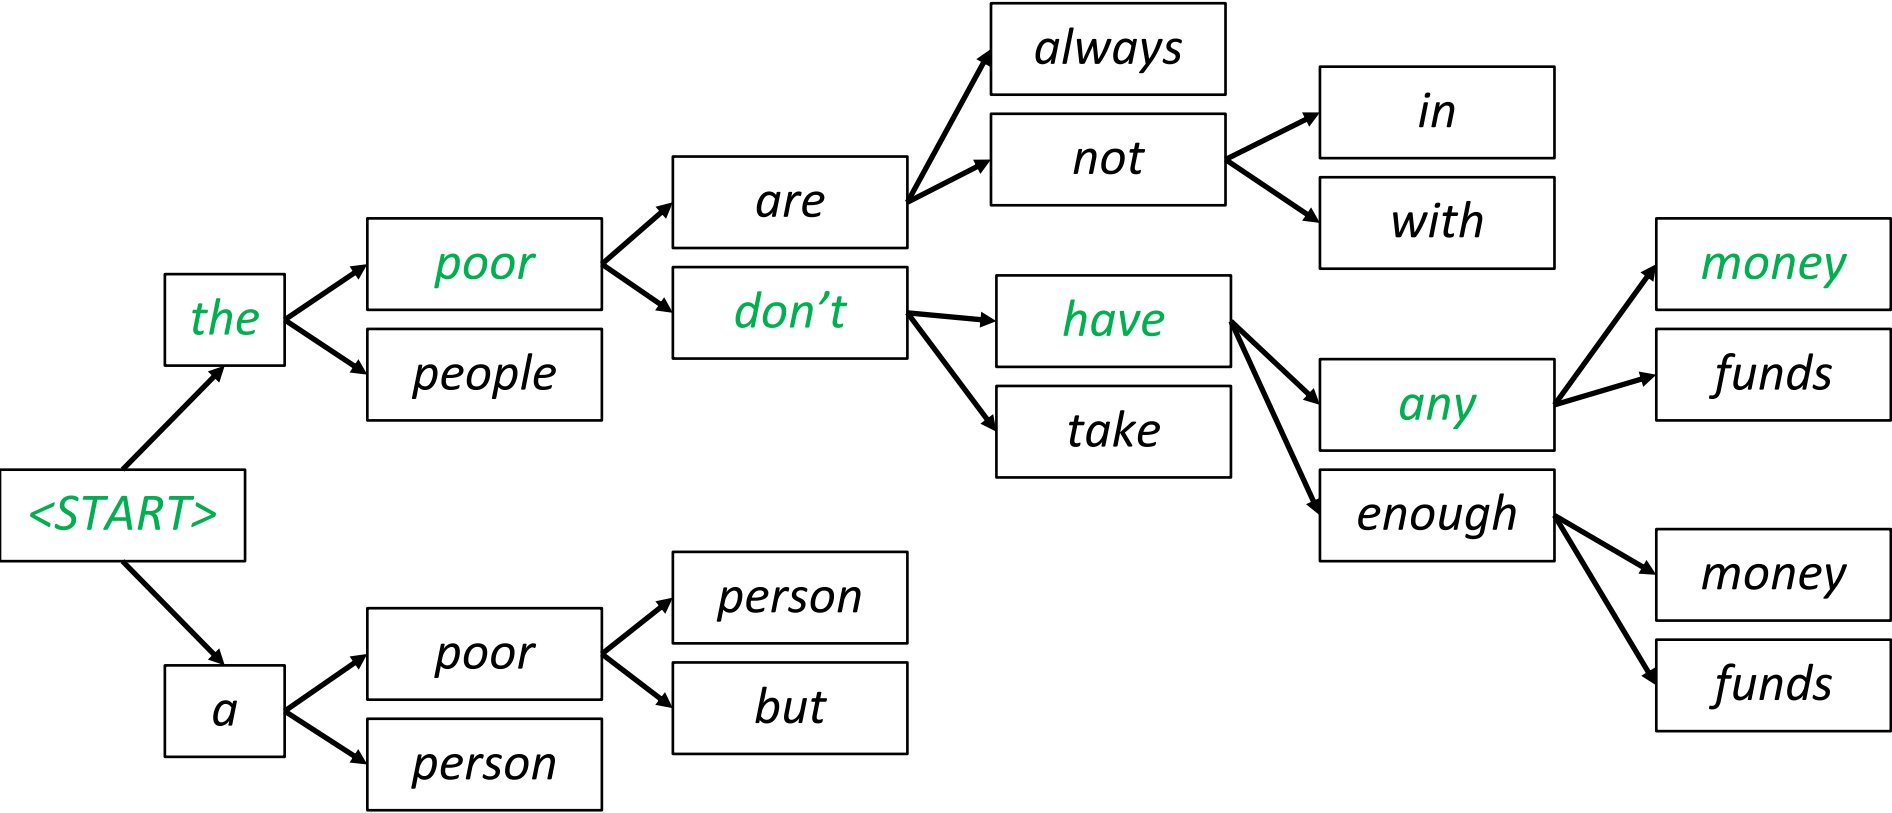 always
in
not
are
with
poor
money
the
don't
have
people
funds
any
take
<START>
enough
person
money
poor
funds
a
but
person